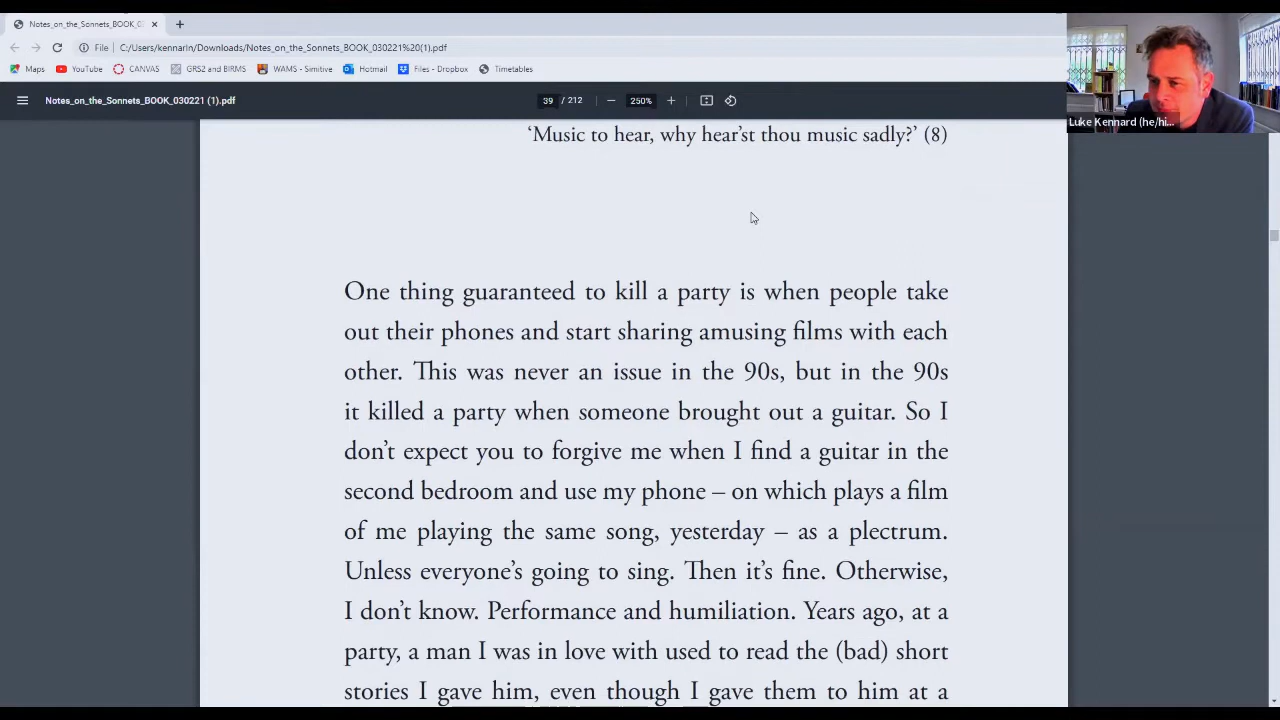 Notes_on_the_Sonnets_BOOK_0
File
C:/Users/kennarln/Downloads/Notes_on_the_Sonnets_BOOK_030221%20(1).pdf
Maps
YouTube
CANVAS
GRS2 and BIRMS
WAMS - Simitive
Hotmail
Files - Dropbox
Timetables
Notes_on_the_Sonnets_BOOK_030221 (1).pdf
39 / 212
250%
Luke Kennard (he/hi...
‘Music to hear, why hear’st thou music sadly?’ (8)
One thing guaranteed to kill a party is when people take
out their phones and start sharing amusing films with each
other. This was never an issue in the 90s, but in the 90s
it killed a party when someone brought out a guitar. So I
don’t expect you to forgive me when I find a guitar in the
second bedroom and use my phone – on which plays a film
of me playing the same song, yesterday – as a plectrum.
Unless everyone’s going to sing. Then it’s fine. Otherwise,
I don’t know. Performance and humiliation. Years ago, at a
party, a man I was in love with used to read the (bad) short
stories I gave him, even though I gave them to him at a